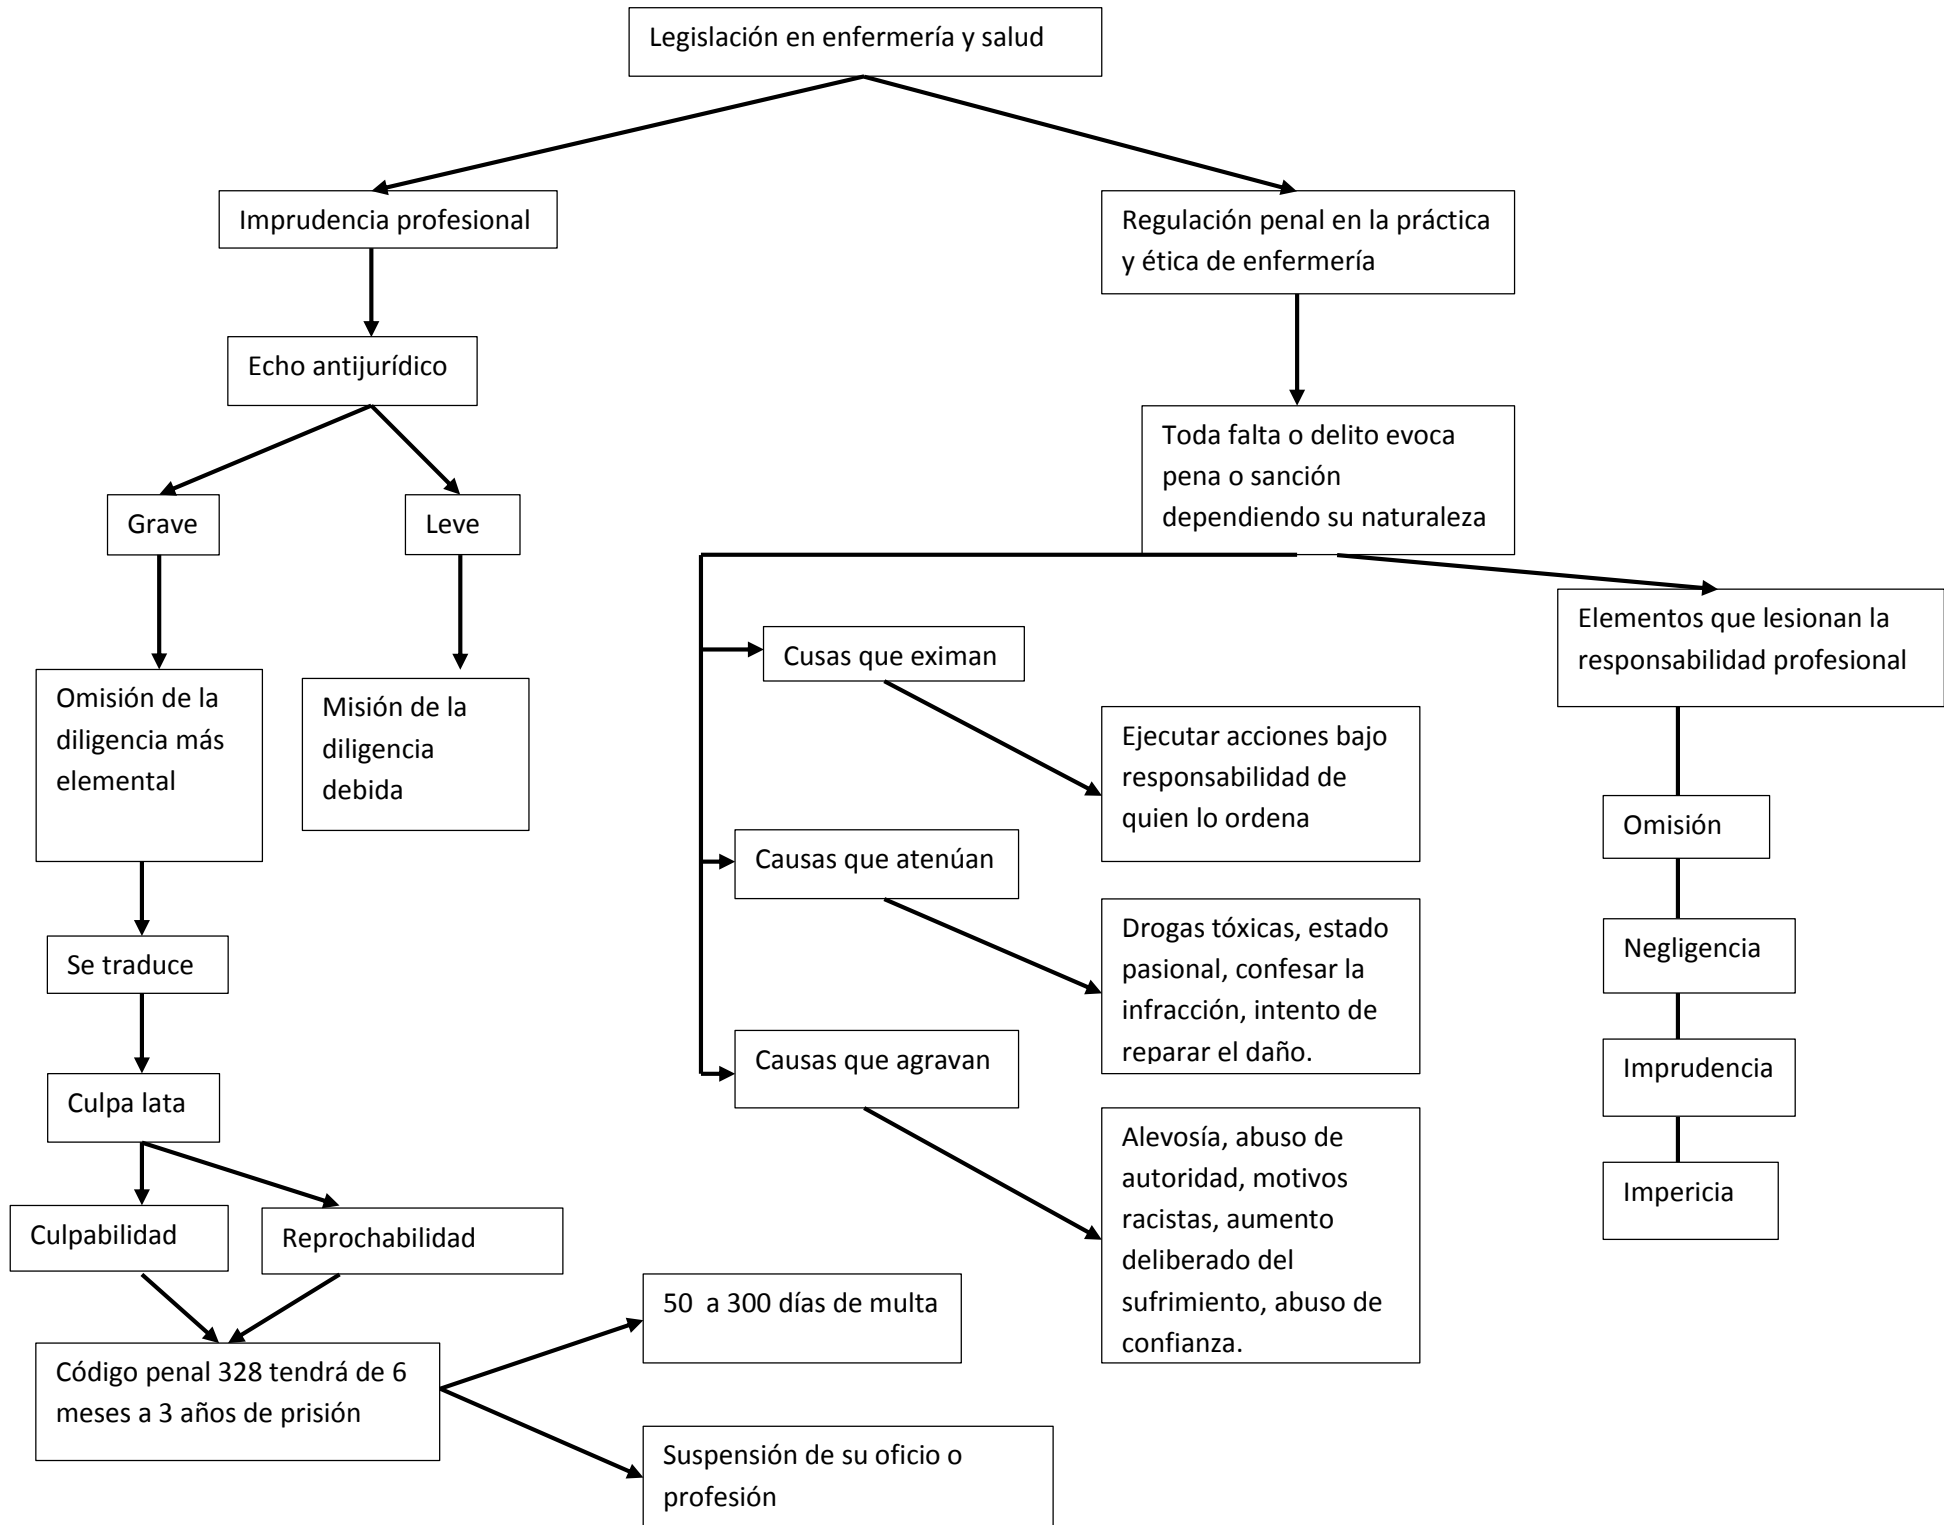 Legislación en enfermería y salud
Imprudencia profesional
Regulación penal en la práctica
y ética de enfermería
Echo antijurídico
Toda falta o delito evoca
pena o sanción
dependiendo su naturaleza
Grave
Leve
Elementos que lesionan la
responsabilidad profesional
Cusas que eximan
Omisión de la
diligencia más
elemental
Misión de la
diligencia
debida
Ejecutar acciones bajo
responsabilidad de
quien lo ordena
Omisión
Causas que atenúan
Drogas tóxicas, estado
pasional, confesar la
infracción, intento de
reparar el daño.
Negligencia
Se traduce
Causas que agravan
Imprudencia
Culpa lata
Alevosía, abuso de
autoridad, motivos
racistas, aumento
deliberado del
sufrimiento, abuso de
confianza.
Impericia
Culpabilidad
Reprochabilidad
50  a 300 días de multa
Código penal 328 tendrá de 6
meses a 3 años de prisión
Suspensión de su oficio o
profesión